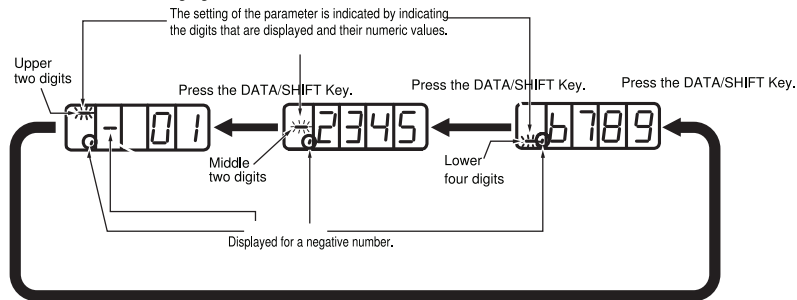 The setting of the parameter is indicated by indicating
the digits that are displayed and their numeric values.
Upper
two digits
Press the DATA/SHIFT Key.
Press the DATA/SHIFT Key.
Press the DATA/SHIFT Key.
- 01
2345
6789
Middle
two digits
Lower
four digits
Displayed for a negative number.